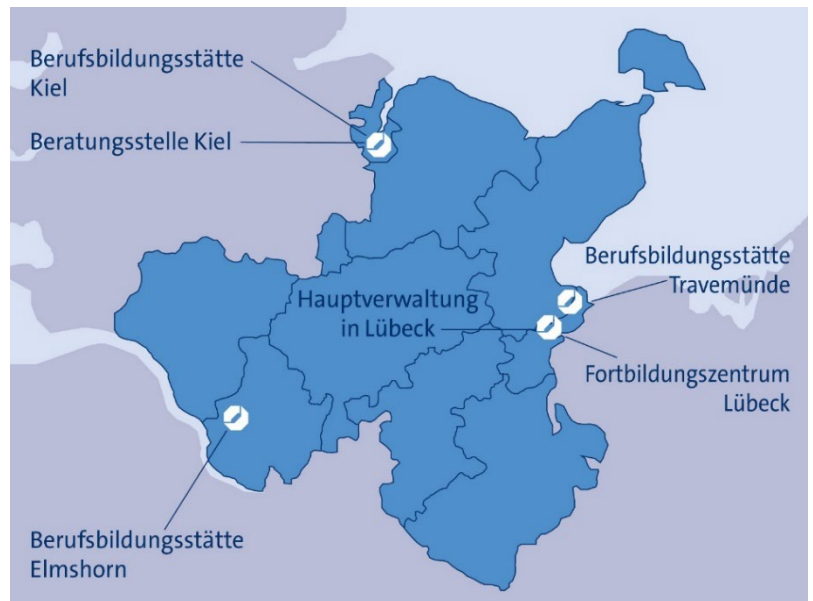 Berufsbildungsstätte
Kiel
Beratungsstelle Kiel
Berufsbildungsstätte
Travemünde
Hauptverwaltung
in Lübeck
Fortbildungszentrum
Lübeck
Berufsbildungsstätte
Elmshorn